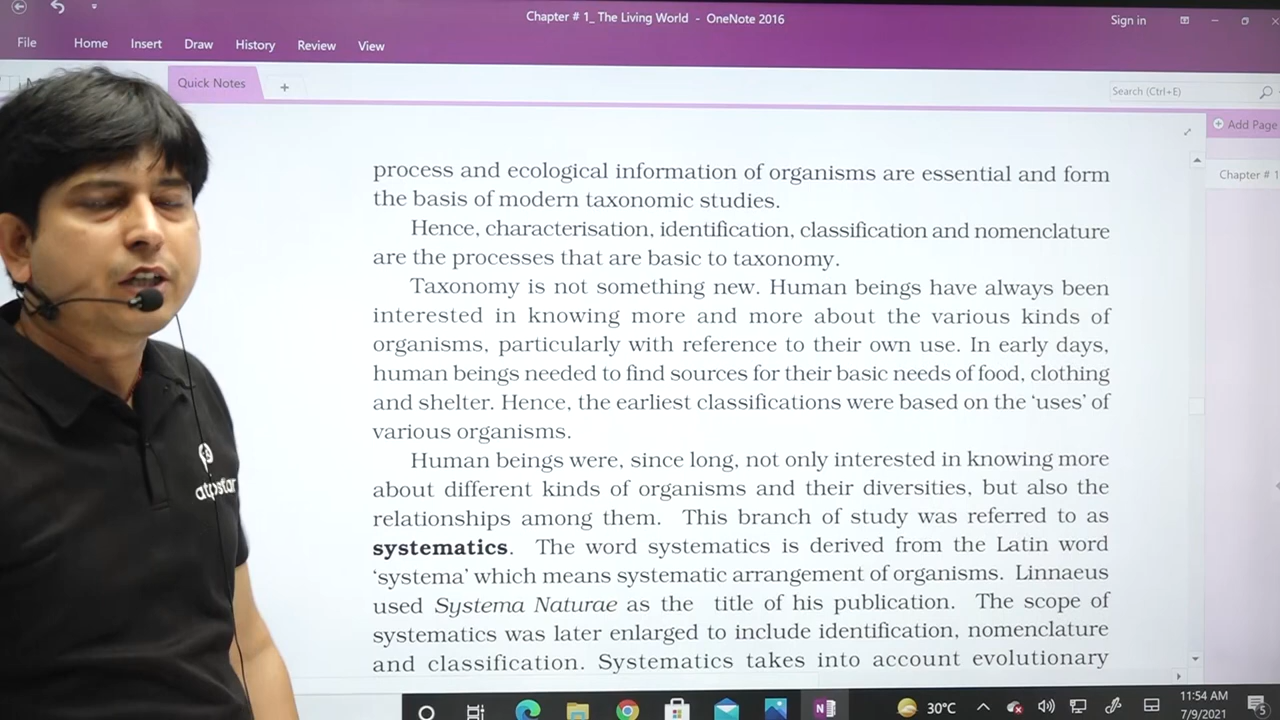 Chapter # 1_ The Living World - OneNote 2016
Sign in
File
Home
Insert
Draw
History
Review
View
Quick Notes
Search (Ctrl+E)
Add Page
Chapter # 1
process and ecological information of organisms are essential and form
the basis of modern taxonomic studies.
Hence, characterisation, identification, classification and nomenclature
are the processes that are basic to taxonomy.
Taxonomy is not something new. Human beings have always been
interested in knowing more and more about the various kinds of
organisms, particularly with reference to their own use. In early days,
human beings needed to find sources for their basic needs of food, clothing
and shelter. Hence, the earliest classifications were based on the ‘uses’ of
various organisms.
Human beings were, since long, not only interested in knowing more
about different kinds of organisms and their diversities, but also the
relationships among them. This branch of study was referred to as
systematics. The word systematics is derived from the Latin word
‘systema’ which means systematic arrangement of organisms. Linnaeus
used Systema Naturae as the title of his publication. The scope of
systematics was later enlarged to include identification, nomenclature
and classification. Systematics takes into account evolutionary
30°C
11:54 AM
7/9/2021
5